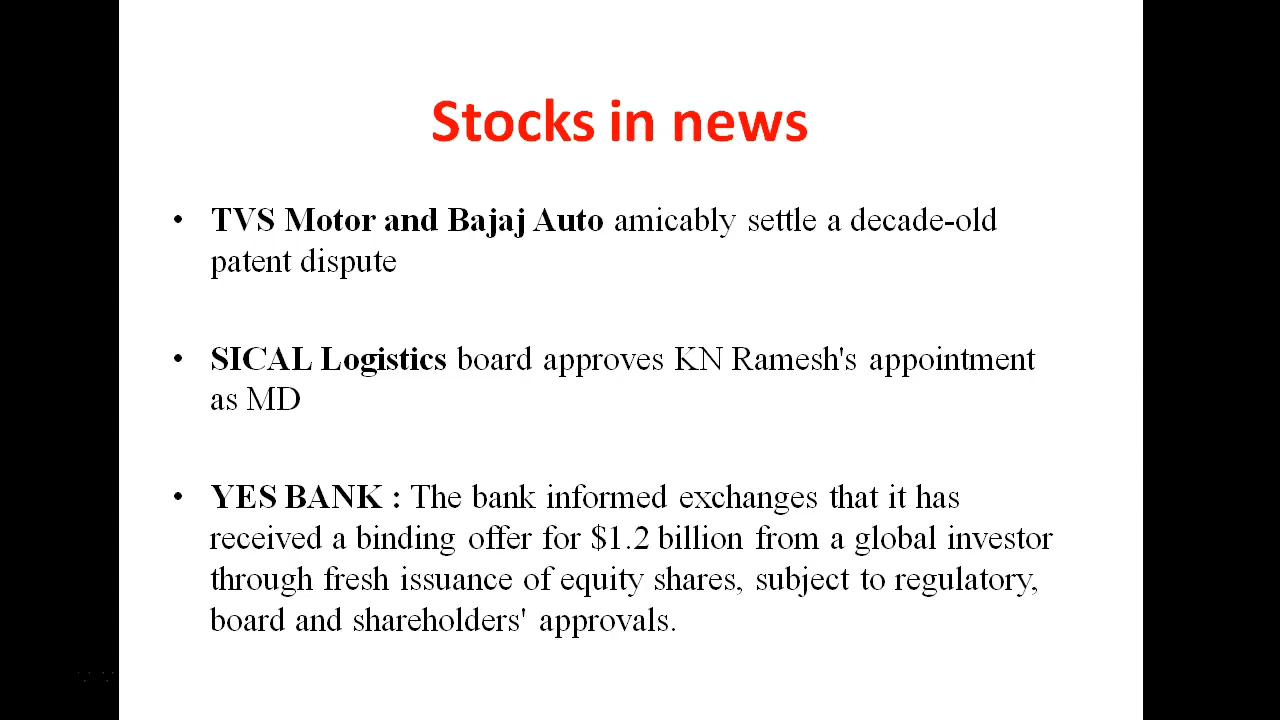 Stocks in news
• TVS Motor and Bajaj Auto amicably settle a decade-old
patent dispute
• SICAL Logistics board approves KN Ramesh's appointment
as MD
• YES BANK : The bank informed exchanges that it has
received a binding offer for $1.2 billion from a global investor
through fresh issuance of equity shares, subject to regulatory,
board and shareholders' approvals.